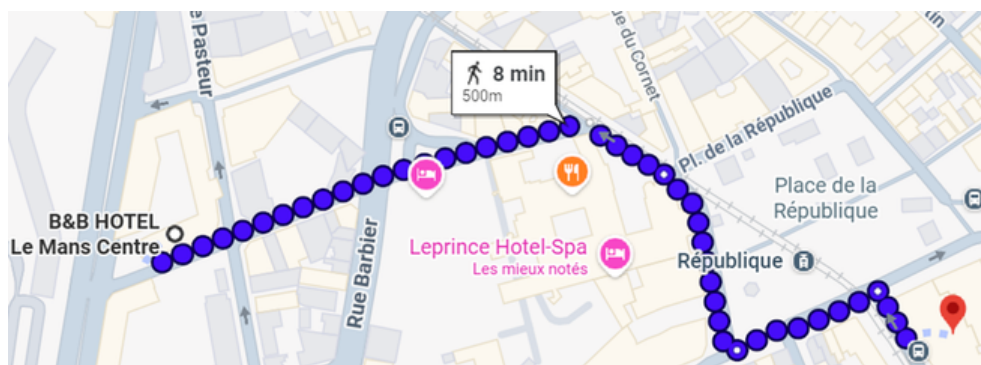 e Pasteur
8 min
500m
e du Cornet
Pl. de la République
Place de la
République
B&B HOTEL
Le Mans Centre
Rue Barbier
Leprince Hotel-Spa
Les mieux notés
République